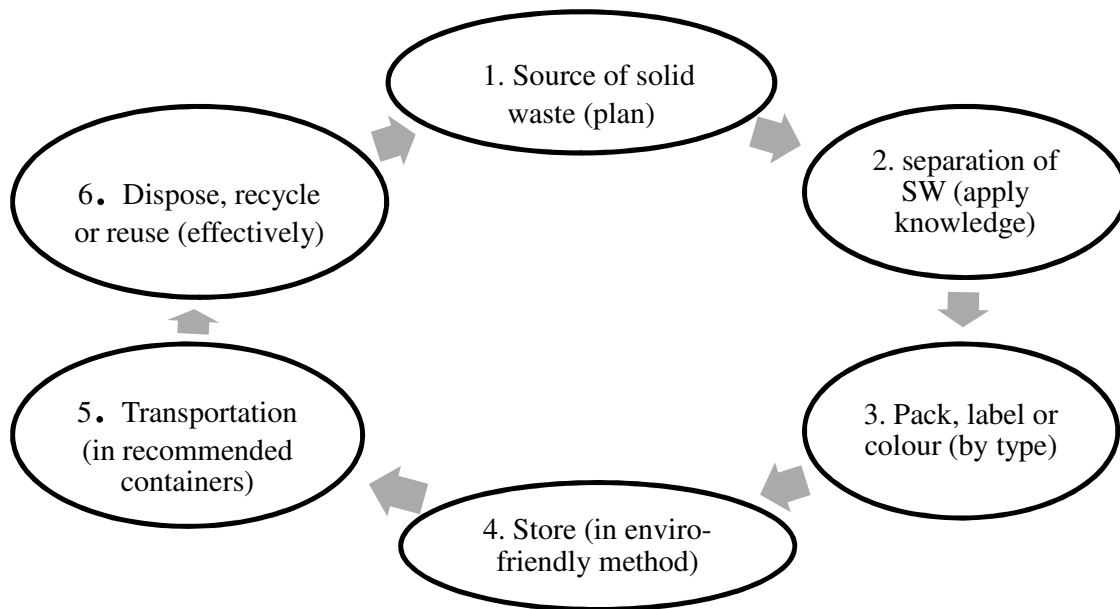 1. Source of solid
waste (plan)
2. separation of
SW (apply
knowledge)
3. Pack, label or
colour (by type)
4. Store (in enviro-
friendly method)
5. Transportation
(in recommended
containers)
6. Dispose, recycle
or reuse (effectively)